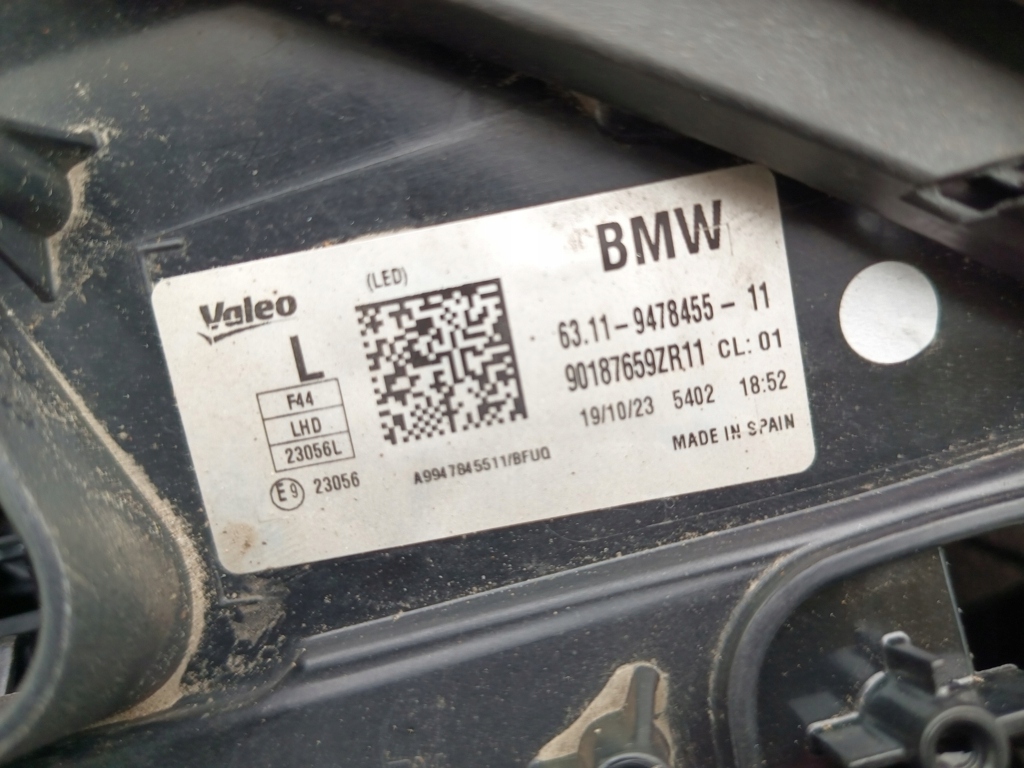 BMW
Valeo
(LED)
L
63.11-9478455-11
90187659ZR11 CL: 01
F44
LHD
23056L
19/10/23 5402 18:52
MADE IN SPAIN
E9 23056
A9947845511/BFUQ